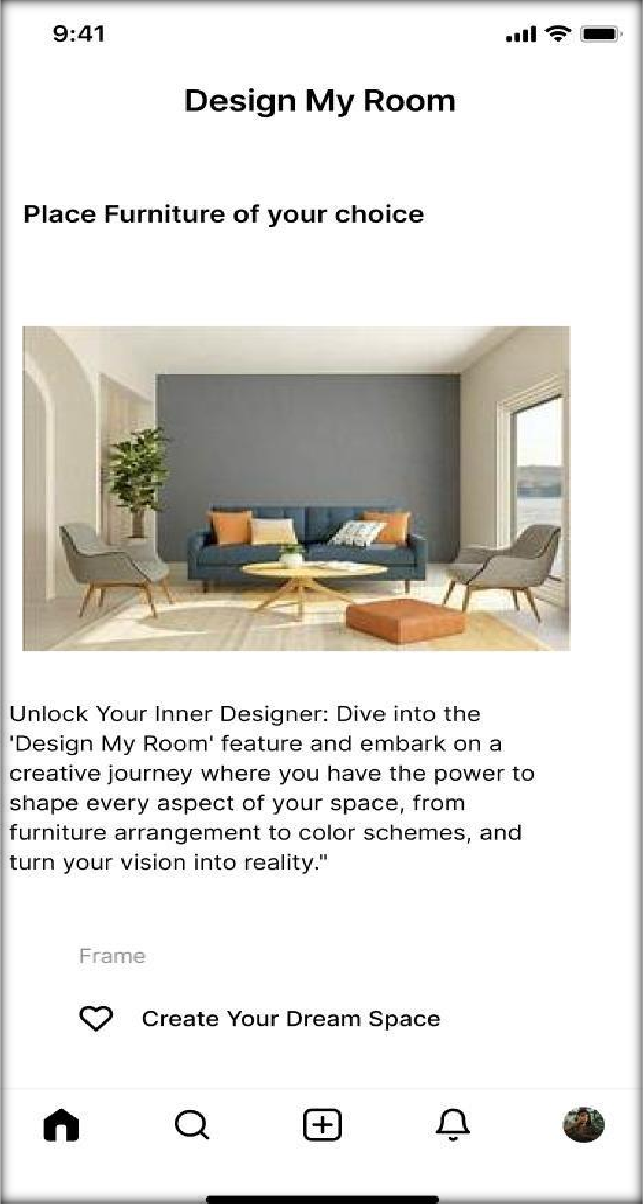 9:41
Design My Room
Place Furniture of your choice
Unlock Your Inner Designer: Dive into the
'Design My Room' feature and embark on a
creative journey where you have the power to
shape every aspect of your space, from
furniture arrangement to color schemes, and
turn your vision into reality."
Frame
Create Your Dream Space